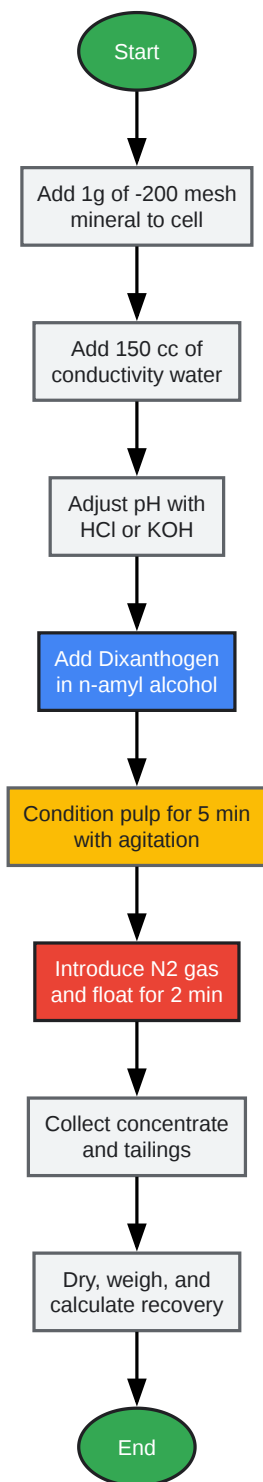 Start
Add 1g of -200 mesh
mineral to cell
Add 150 cc of
conductivity water
Adjust pH with
HCl or KOH
Add Dixanthogen
in n-amyl alcohol
Condition pulp for 5 min
with agitation
Introduce N2 gas
and float for 2 min
Collect concentrate
and tailings
Dry, weigh, and
calculate recovery
End